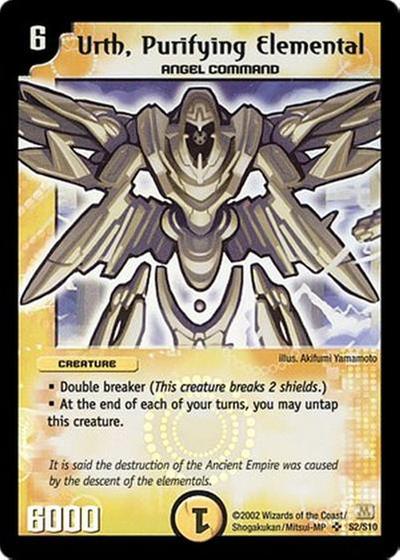 6
Urth, Purifying Elemental
ANGEL COMMAND
illus. Akifumi Yamamoto
CREATURE
▪ Double breaker (This creature breaks 2 shields.)
▪ At the end of each of your turns, you may untap
this creature.
It is said the destruction of the Ancient Empire was caused
by the descent of the elementals.
6000
1
©2002 Wizards of the Coast/
Shogakukan/Mitsui-MP S2/S10